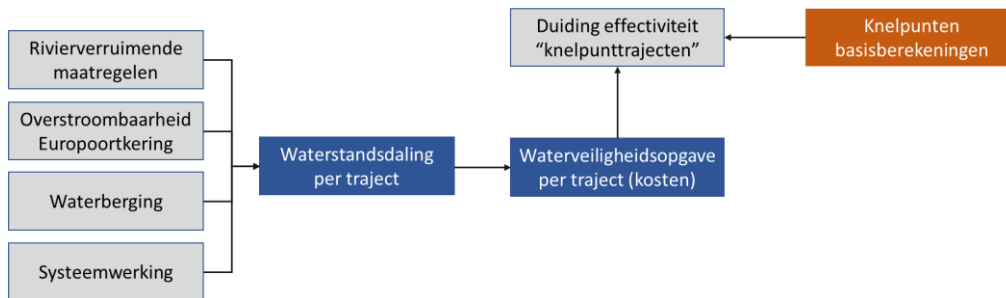 Rivierverruimende
maatregelen
Overstroombaarheid
Europoortkering
Waterberging
Systeemwerking
Waterstandsdaling
per traject
Waterveiligheidsopgave
per traject (kosten)
Duiding effectiviteit
“knelpunttrajecten”
Knelpunten
basisberekeningen